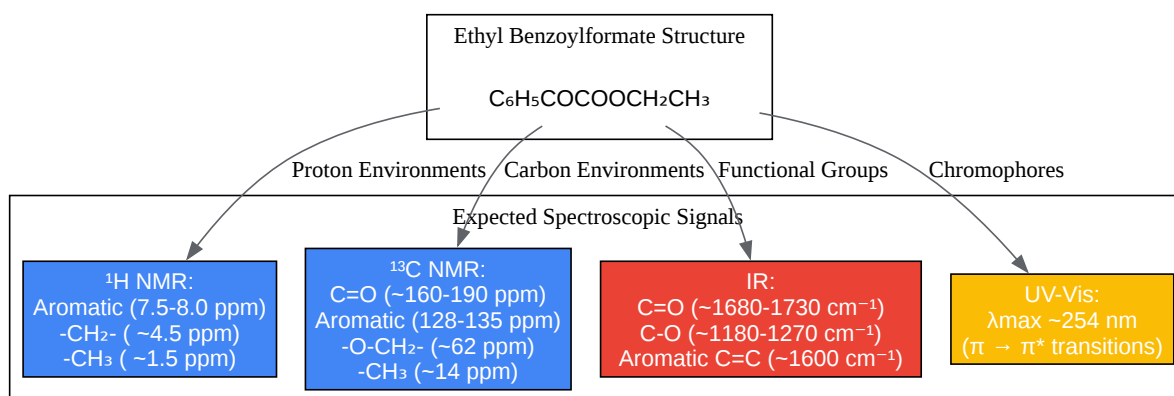 Ethyl Benzoylformate Structure
C₆H₅COCOOCH₂CH₃
Proton Environments
Carbon Environments
Functional Groups
Chromophores
Expected Spectroscopic Signals
¹H NMR:
Aromatic (7.5-8.0 ppm)
-CH₂- ( ~4.5 ppm)
-CH₃ ( ~1.5 ppm)
¹³C NMR:
C=O (~160-190 ppm)
Aromatic (128-135 ppm)
-O-CH₂- (~62 ppm)
-CH₃ (~14 ppm)
IR:
C=O (~1680-1730 cm⁻¹)
C-O (~1180-1270 cm⁻¹)
Aromatic C=C (~1600 cm⁻¹)
UV-Vis:
λmax ~254 nm
(π → π* transitions)